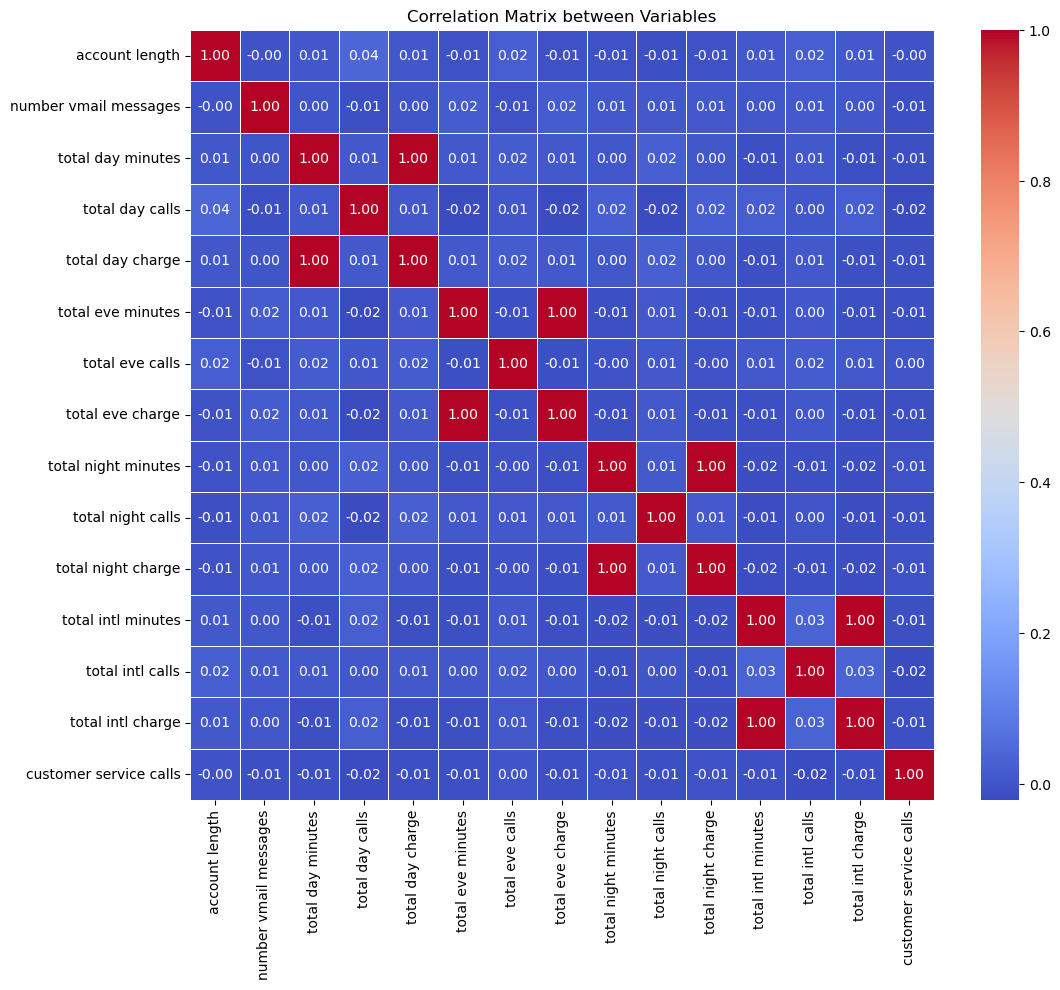 Correlation Matrix between Variables
account length 1.00 -0.00 0.01 0.04 0.01 -0.01 0.02 -0.01 -0.01 -0.01 -0.01 0.01 0.02 0.01 -0.00
number vmail messages -0.00 1.00 0.00 -0.01 0.00 0.02 -0.01 0.02 0.01 0.01 0.01 0.00 0.01 0.00 -0.01
total day minutes 0.01 0.00 1.00 0.01 1.00 0.01 0.02 0.01 0.00 0.02 0.00 -0.01 0.01 -0.01 -0.01
total day calls 0.04 -0.01 0.01 1.00 0.01 -0.02 0.01 -0.02 0.02 -0.02 0.02 0.02 0.00 0.02 -0.02
total day charge 0.01 0.00 1.00 0.01 1.00 0.01 0.02 0.01 0.00 0.02 0.00 -0.01 0.01 -0.01 -0.01
total eve minutes -0.01 0.02 0.01 -0.02 0.01 1.00 -0.01 1.00 -0.01 0.01 -0.01 -0.01 0.00 -0.01 -0.01
total eve calls 0.02 -0.01 0.02 0.01 0.02 -0.01 1.00 -0.01 -0.00 0.01 -0.00 0.01 0.02 0.01 0.00
total eve charge -0.01 0.02 0.01 -0.02 0.01 1.00 -0.01 1.00 -0.01 0.01 -0.01 -0.01 0.00 -0.01 -0.01
total night minutes -0.01 0.01 0.00 0.02 0.00 -0.01 -0.00 -0.01 1.00 0.01 1.00 -0.02 -0.01 -0.02 -0.01
total night calls -0.01 0.01 0.02 -0.02 0.02 0.01 0.01 0.01 0.01 1.00 0.01 -0.01 0.00 -0.01 -0.01
total night charge -0.01 0.01 0.00 0.02 0.00 -0.01 -0.00 -0.01 1.00 0.01 1.00 -0.02 -0.01 -0.02 -0.01
total intl minutes 0.01 0.00 -0.01 0.02 -0.01 -0.01 0.01 -0.01 -0.02 -0.01 -0.02 1.00 0.03 1.00 -0.01
total intl calls 0.02 0.01 0.01 0.00 0.01 0.00 0.02 0.00 -0.01 0.00 -0.01 0.03 1.00 0.03 -0.02
total intl charge 0.01 0.00 -0.01 0.02 -0.01 -0.01 0.01 -0.01 -0.02 -0.01 -0.02 1.00 0.03 1.00 -0.01
customer service calls -0.00 -0.01 -0.01 -0.02 -0.01 -0.01 0.00 -0.01 -0.01 -0.01 -0.01 -0.01 -0.02 -0.01 1.00
account length
number vmail messages
total day minutes
total day calls
total day charge
total eve minutes
total eve calls
total eve charge
total night minutes
total night calls
total night charge
total intl minutes
total intl calls
total intl charge
customer service calls
1.0
0.8
0.6
0.4
0.2
0.0